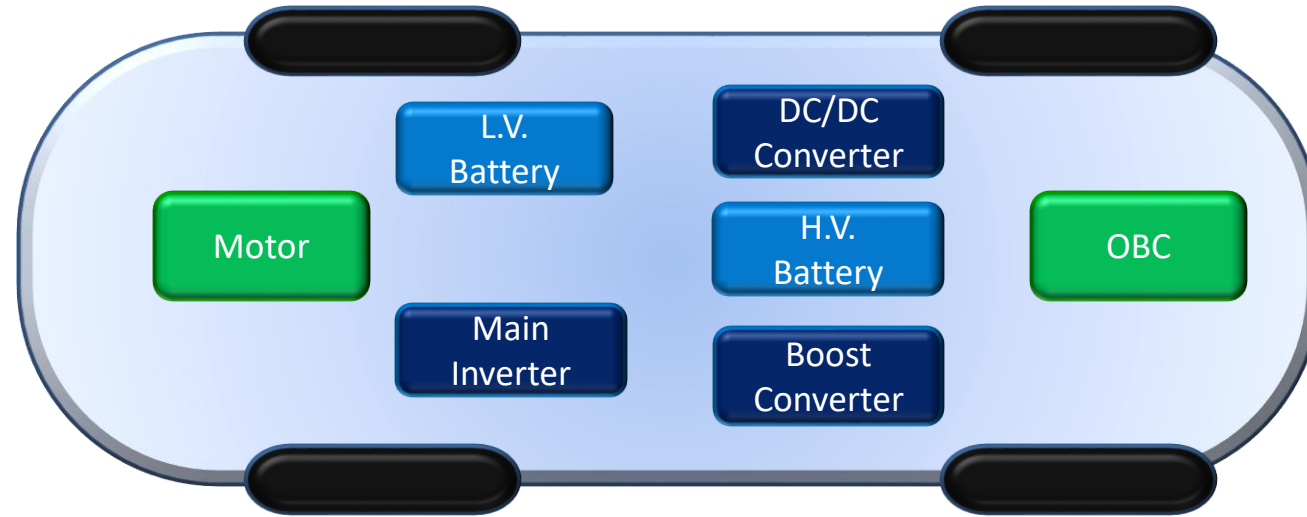 L.V.
Battery
DC/DC
Converter
Motor
H.V.
Battery
OBC
Main
Inverter
Boost
Converter